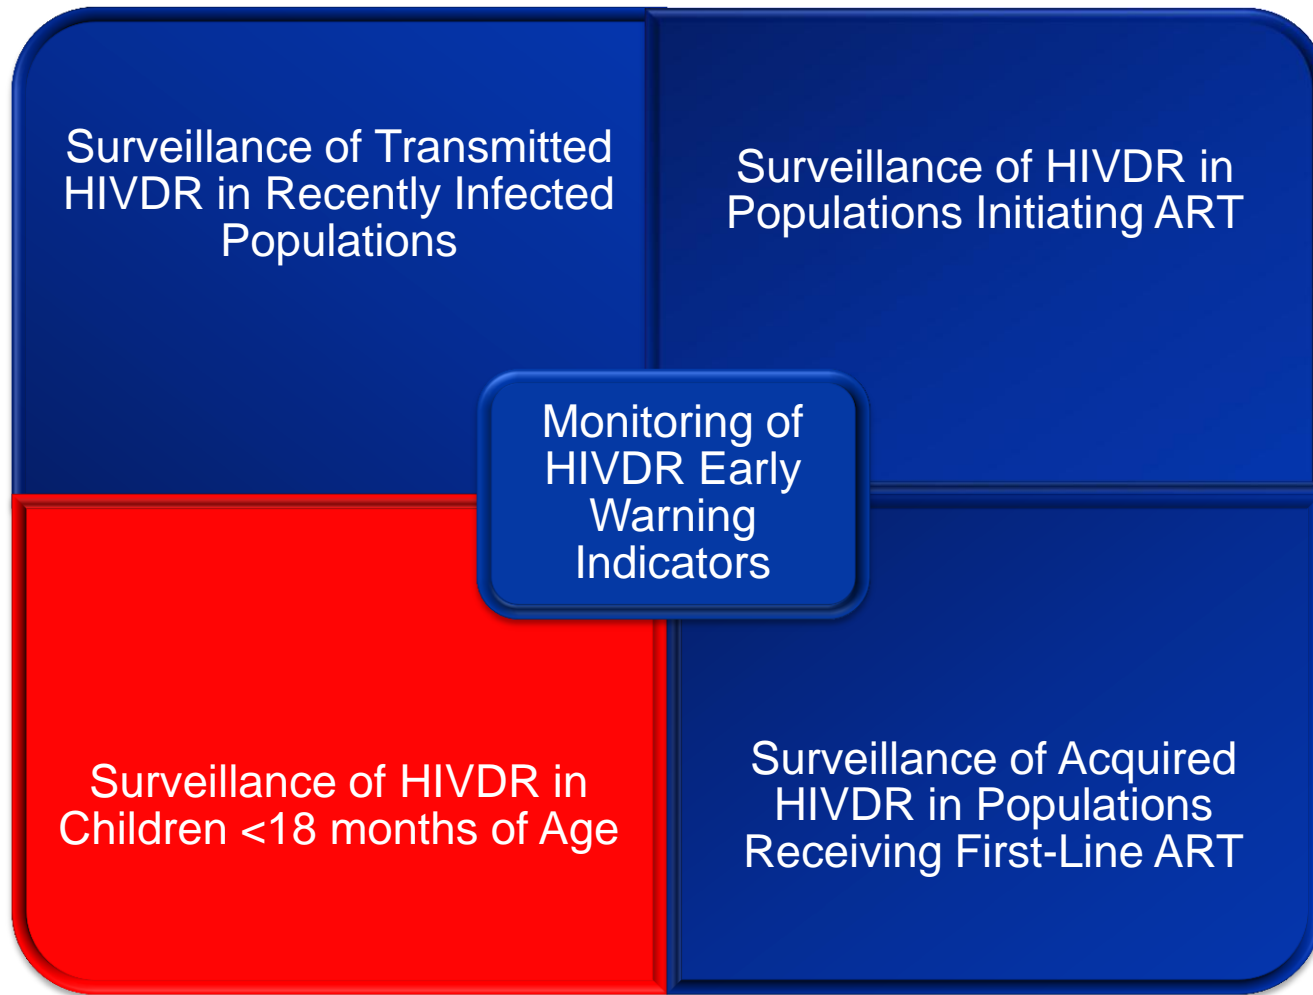 Surveillance of Transmitted
HIVDR in Recently Infected
Populations
Surveillance of HIVDR in
Populations Initiating ART
Monitoring of
HIVDR Early
Warning
Indicators
Surveillance of HIVDR in
Children <18 months of Age
Surveillance of Acquired
HIVDR in Populations
Receiving First-Line ART